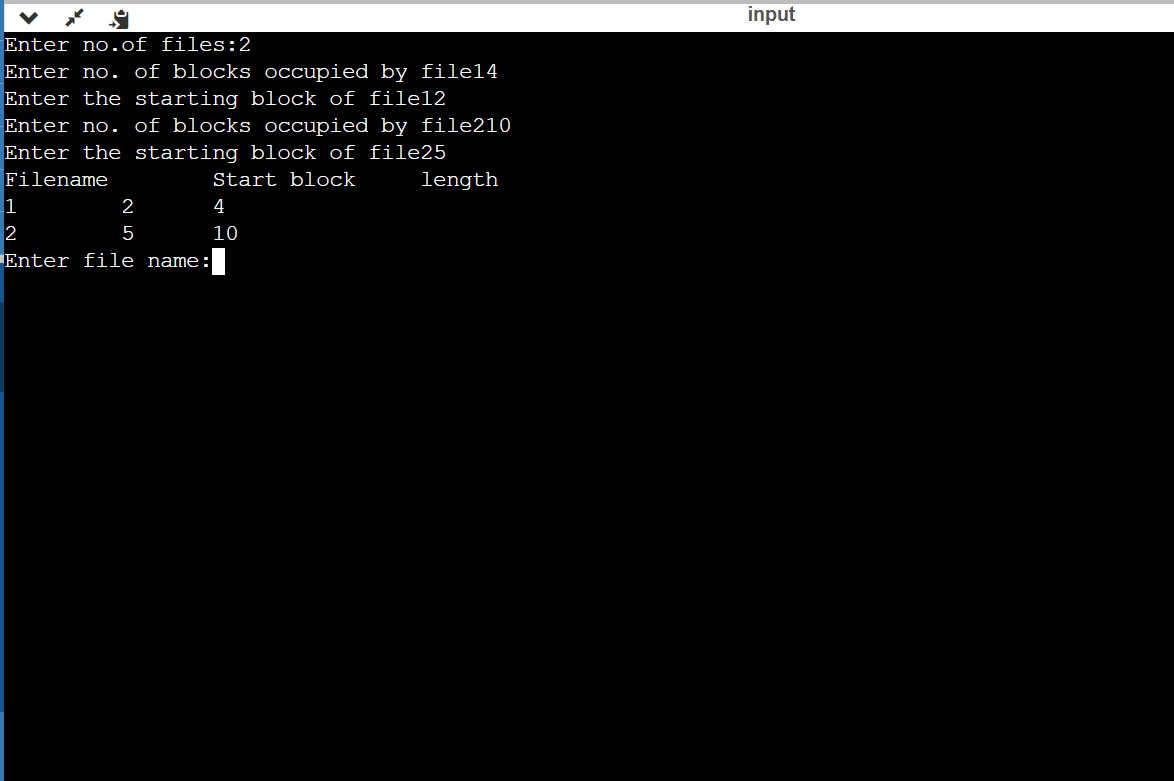 input
Enter no.of files:2
Enter no. of blocks occupied by file14
Enter the starting block of file12
Enter no. of blocks occupied by file210
Enter the starting block of file25
Filename Start block length
1 2 4
2 5 10
Enter file name: